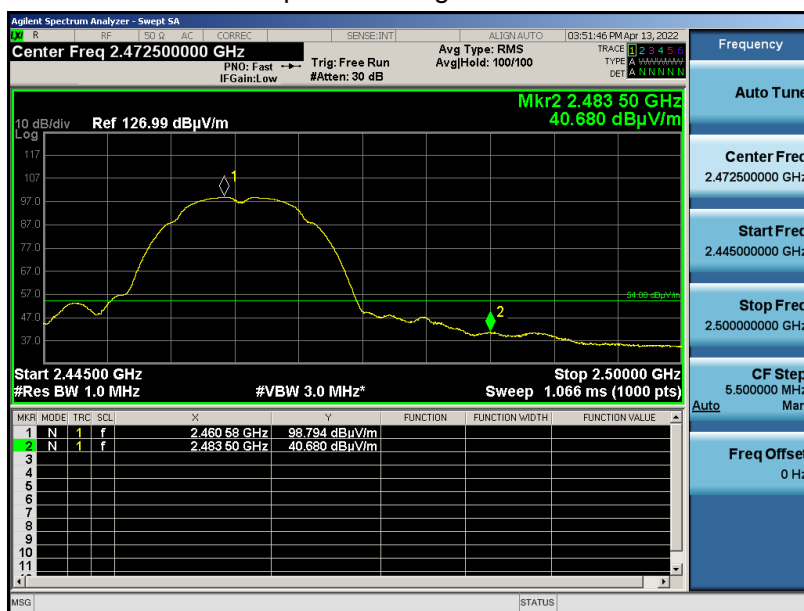 Agilent Spectrum Analyzer - Swept SA
LXI R RF 50 Ω AC CORREC SENSE:INT ALIGN AUTO 03:51:46 PM Apr 13, 2022
Center Freq 2.472500000 GHz
PNO: Fast
IFGain:Low
Trig: Free Run
#Atten: 30 dB
Avg Type: RMS
Avg|Hold: 100/100
TRACE 1 2 3 4 5 6
TYPE A WWWWW
DET A N N N N N
Mkr2 2.483 50 GHz
40.680 dBµV/m
10 dB/div Ref 126.99 dBµV/m
Log
117
107
97.0
87.0
77.0
67.0
57.0
47.0
37.0
1
2
54.00 dBµV/m
Start 2.44500 GHz Stop 2.50000 GHz
#Res BW 1.0 MHz #VBW 3.0 MHz* Sweep 1.066 ms (1000 pts)
MKR MODE TRC SCL X Y FUNCTION FUNCTION WIDTH FUNCTION VALUE
1 N 1 f 2.460 58 GHz 98.794 dBµV/m
2 N 1 f 2.483 50 GHz 40.680 dBµV/m
3
4
5
6
7
8
9
10
11
MSG STATUS
Frequency
Auto Tune
Center Freq
2.472500000 GHz
Start Freq
2.445000000 GHz
Stop Freq
2.500000000 GHz
CF Step
5.500000 MHz
Auto Man
Freq Offset
0 Hz